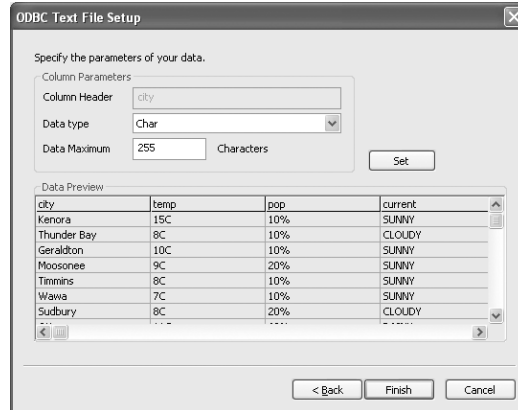 ODBC Text File Setup
Specify the parameters of your data.
Column Parameters
Column Header city
Data type Char
Data Maximum 255 Characters
Set
Data Preview
city temp pop current
Kenora 15C 10% SUNNY
Thunder Bay 8C 10% CLOUDY
Geraldton 10C 10% SUNNY
Moosonee 9C 20% SUNNY
Timmins 8C 10% SUNNY
Wawa 7C 10% SUNNY
Sudbury 8C 20% CLOUDY
< Back Finish Cancel